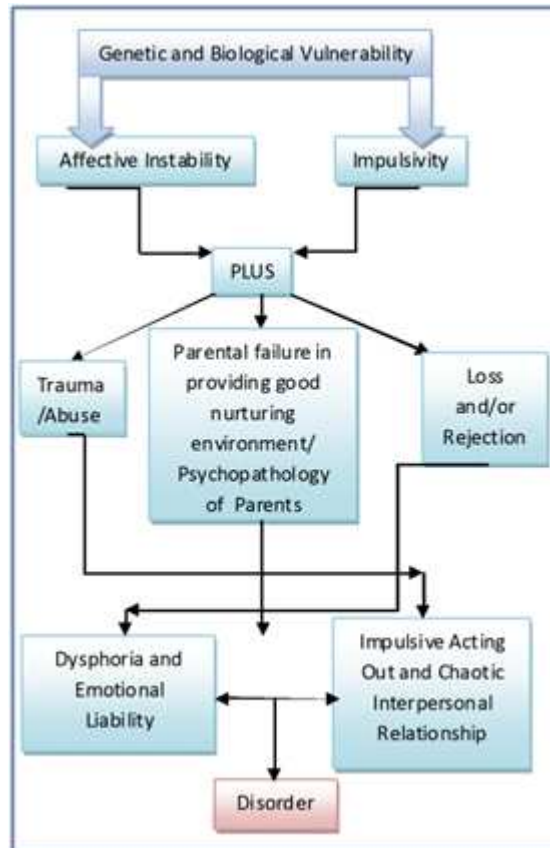 Genetic and Biological Vulnerability
Affective Instability
Impulsivity
PLUS
Trauma
/Abuse
Parental failure in
providing good
nurturing
environment/
Psychopathology
of Parents
Loss
and/or
Rejection
Dysphoria and
Emotional
Liability
Impulsive Acting
Out and Chaotic
Interpersonal
Relationship
Disorder